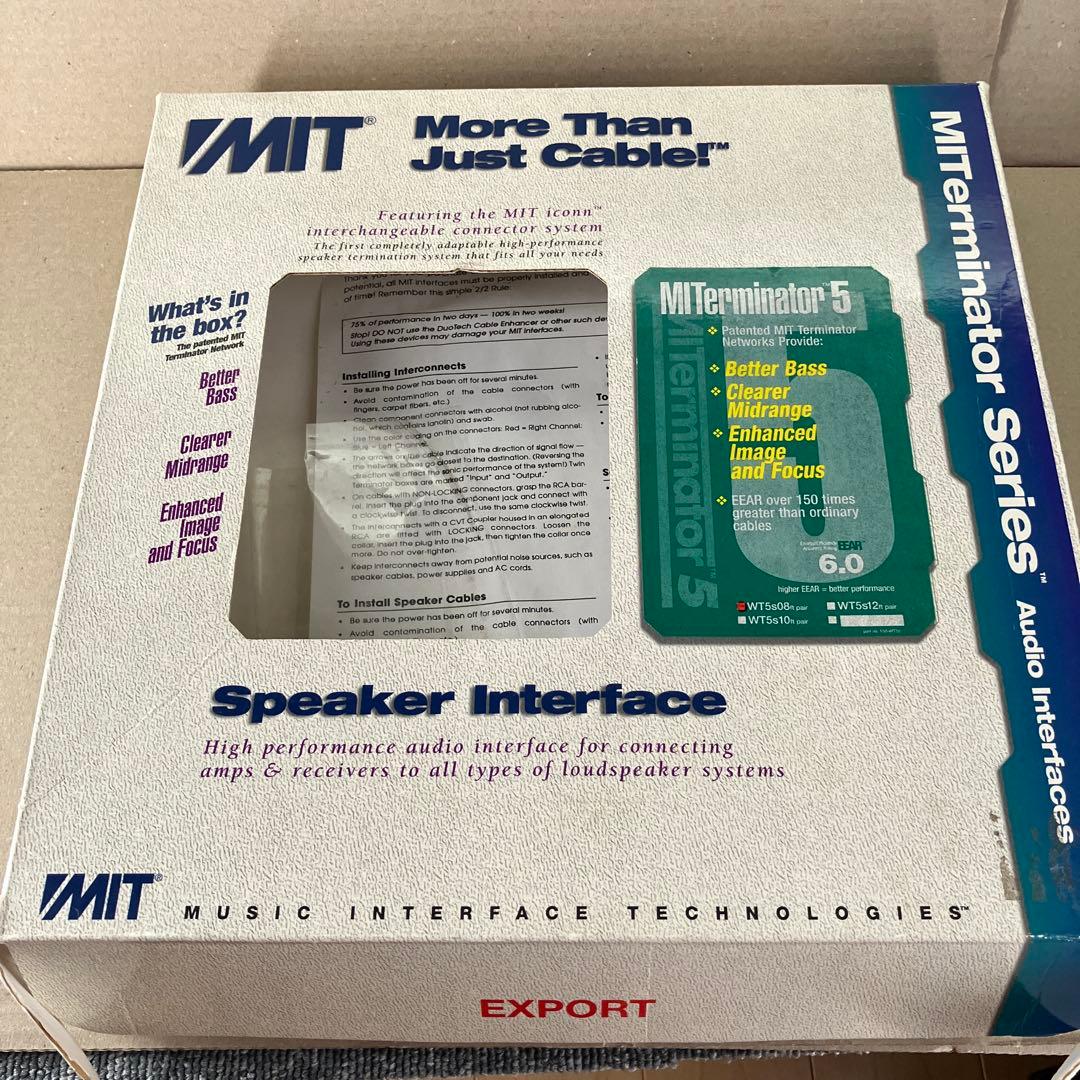 MIT®
More Than
Just Cable!™
Featuring the MIT iconn™
interchangeable connector system
The first completely adaptable high-performance
speaker termination system that fits all your needs
What's in
the box?
The patented MIT
Terminator Network
Better
Bass
Clearer
Midrange
Enhanced
Image
and Focus
potential, all MIT interfaces must be properly installed and
of time! Remember this simple 2/2 Rule:
75% of performance in two days — 100% in two weeks!
Stop! DO NOT use the DuoTech Cable Enhancer or other such de
Using these devices may damage your MIT interfaces.
Installing Interconnects
• Be sure the power has been off for several minutes.
• Avoid contamination of the cable connectors (with
fingers, carpet fibers, etc.)
• Clean component connectors with alcohol (not rubbing alco-
hol, which contains lanolin) and swab.
• Use the color coding on the connectors: Red = Right Channel;
Blue = Left Channel.
• The arrows on the cable indicate the direction of signal flow —
the network boxes go closest to the destination. (Reversing the
direction will affect the sonic performance of the system) Twin
Terminator boxes are marked "Input" and "Output."
• On cables with NON-LOCKING connectors, grasp the RCA bar-
rel, insert the plug into the component jack and connect with
a clockwise twist. To disconnect, use the same clockwise twist.
• The interconnects with a CVT Coupler housed in an elongated
RCA are fitted with LOCKING connectors. Loosen the
collar, insert the plug into the jack, then tighten the collar once
more. Do not over-tighten.
• Keep interconnects away from potential noise sources, such as
speaker cables, power supplies and AC cords.
To Install Speaker Cables
• Be sure the power has been off for several minutes.
• Avoid contamination of the cable connectors (with
To
MITerminator™5
MITerminator 5
5
Patented MIT Terminator
Networks Provide:
Better Bass
Clearer
Midrange
Enhanced
Image
and Focus
EEAR over 150 times
greater than ordinary
cables
EEAR™
6.0
higher EEAR = better performance
WT5s08ft pair
WT5s12ft pair
WT5s10ft pair
MITerminator Series™ Audio Interfaces
Speaker Interface
High performance audio interface for connecting
amps & receivers to all types of loudspeaker systems
MIT®
MUSIC INTERFACE TECHNOLOGIES™
EXPORT